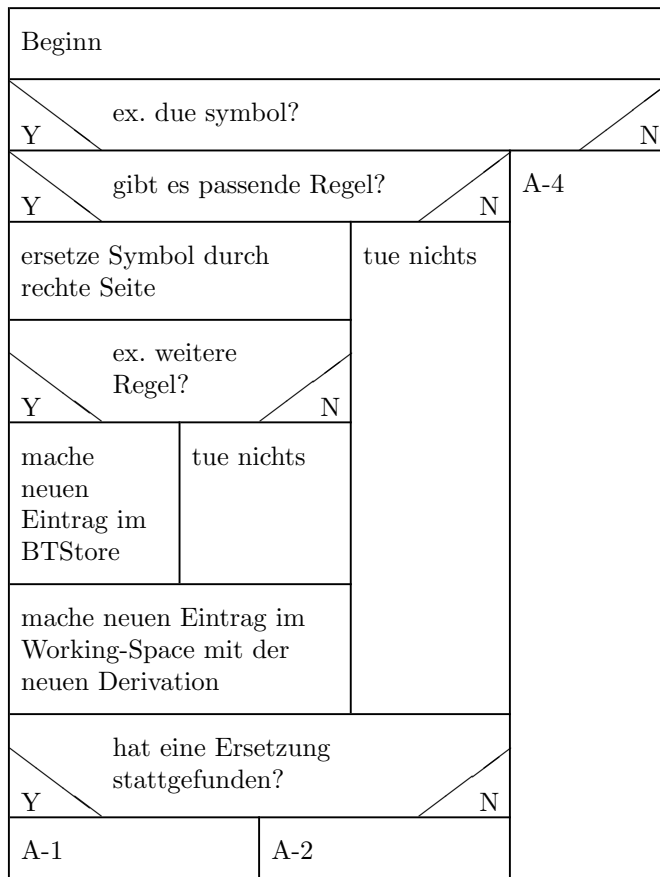 Beginn
ex. due symbol?
Y
N
gibt es passende Regel?
Y
N
A-4
ersetze Symbol durch
rechte Seite
tue nichts
ex. weitere
Regel?
Y
N
mache
neuen
Eintrag im
BTStore
tue nichts
mache neuen Eintrag im
Working-Space mit der
neuen Derivation
hat eine Ersetzung
stattgefunden?
Y
N
A-1
A-2